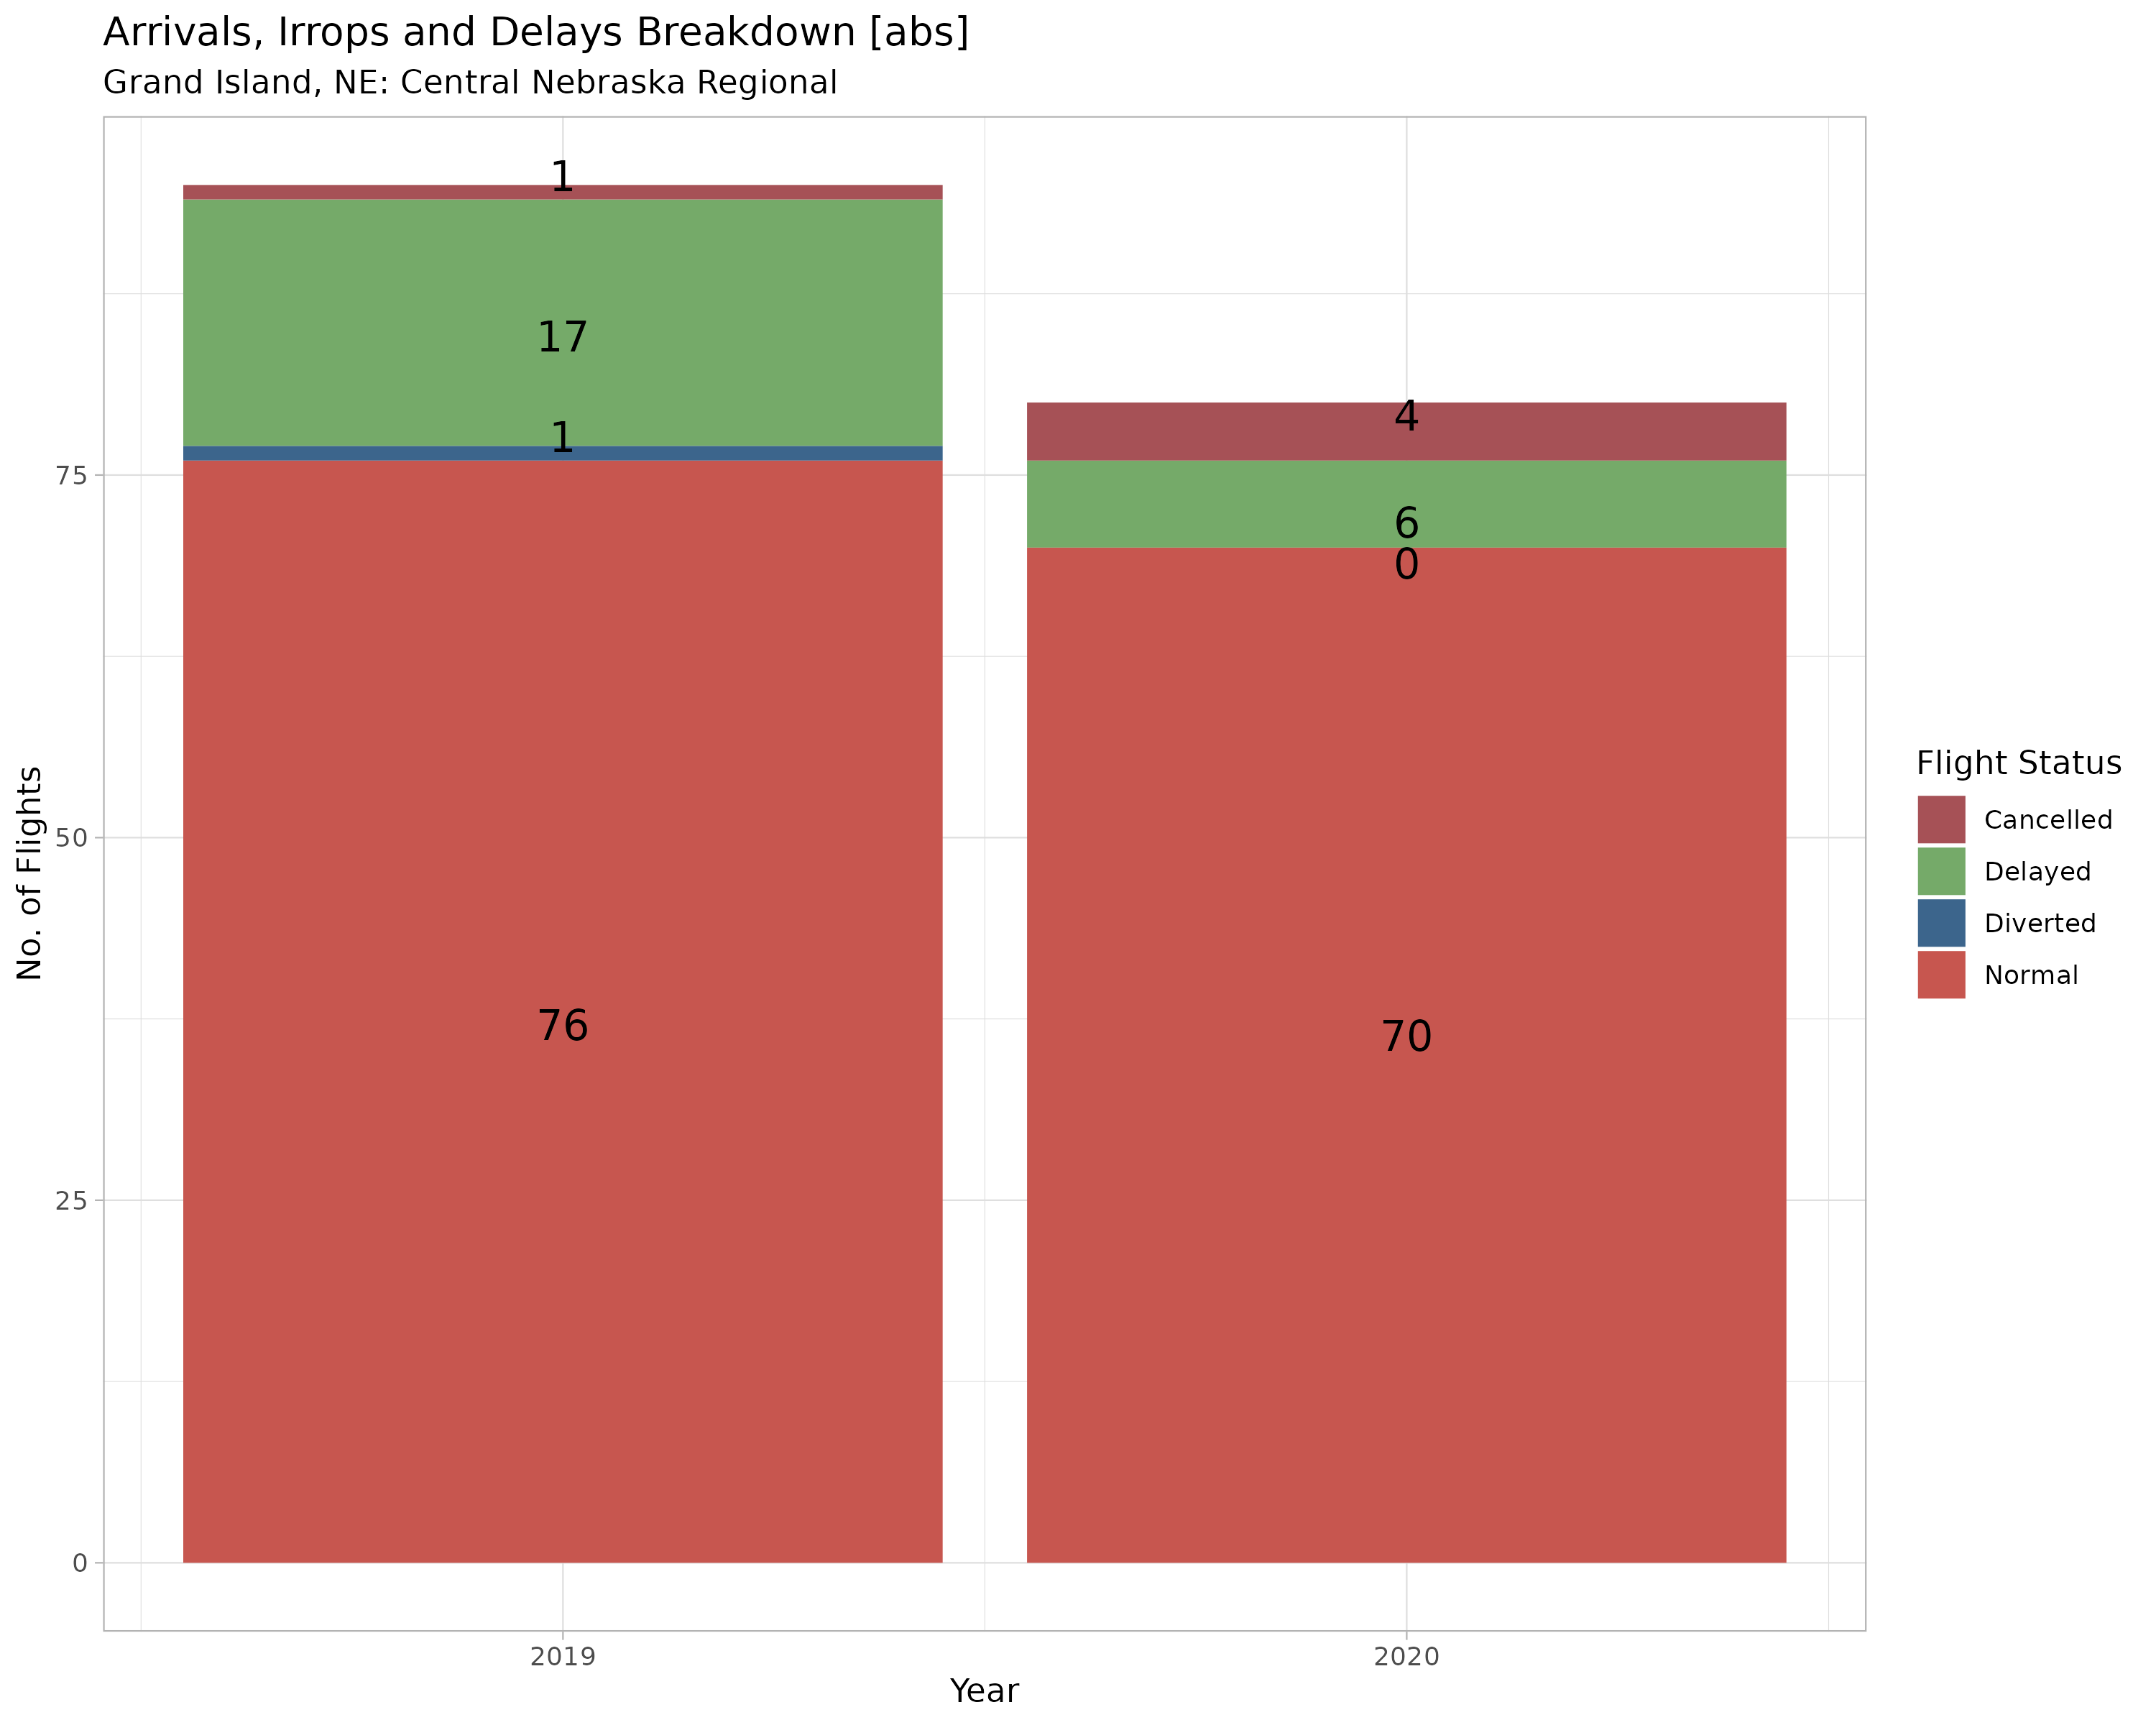 Arrivals, Irrops and Delays Breakdown [abs]
Grand Island, NE: Central Nebraska Regional
1
17
1
76
4
6
0
70
75
50
25
0
No. of Flights
2019
2020
Year
Flight Status
Cancelled
Delayed
Diverted
Normal